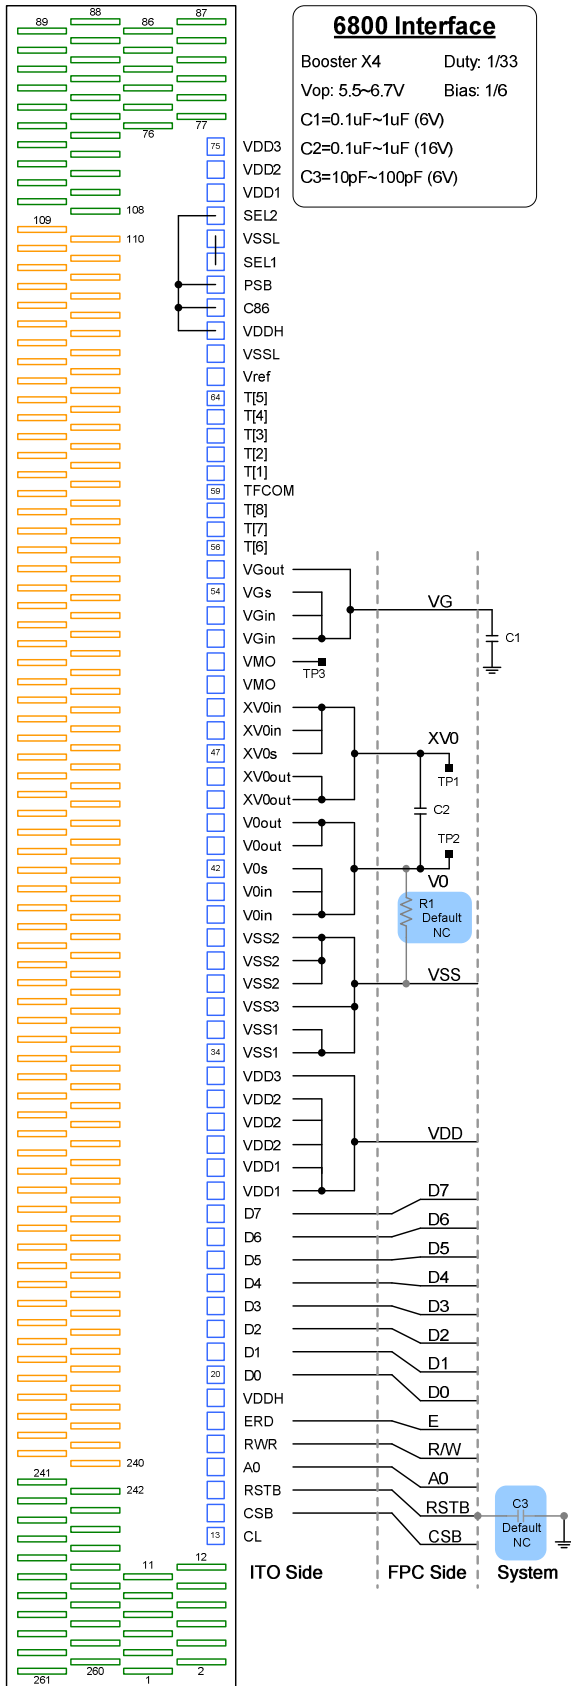 6800 Interface
Booster X4 Duty: 1/33
Vop: 5.5~6.7V Bias: 1/6
C1=0.1uF~1uF (6V)
C2=0.1uF~1uF (16V)
C3=10pF~100pF (6V)
88 87
89 86
77
76
75 VDD3
VDD2
VDD1
108 SEL2
109
110 VSSL
SEL1
PSB
C86
VDDH
VSSL
Vref
64 T[5]
T[4]
T[3]
T[2]
T[1]
59 TFCOM
T[8]
T[7]
56 T[6]
VGout
54 VGs
VG
VGin
VGin C1
VMO
TP3
VMO
XV0in
XV0in
XV0
47 XV0s
XV0out TP1
XV0out
C2
V0out
TP2
V0out
42 V0s
V0
V0in
R1
Default
NC
V0in
VSS2
VSS2
VSS2 VSS
VSS3
VSS1
34 VSS1
VDD3
VDD2
VDD2
VDD
VDD2
VDD1
VDD1 D7
D7
D6 D6
D5 D5
D4 D4
D3 D3
D2 D2
D1 D1
20 D0
D0
VDDH
ERD E
RWR R/W
240
241
A0 A0
242 RSTB
RSTB
C3
Default
NC
CSB
13 CL CSB
12
11
ITO Side FPC Side System
261 260 1 2